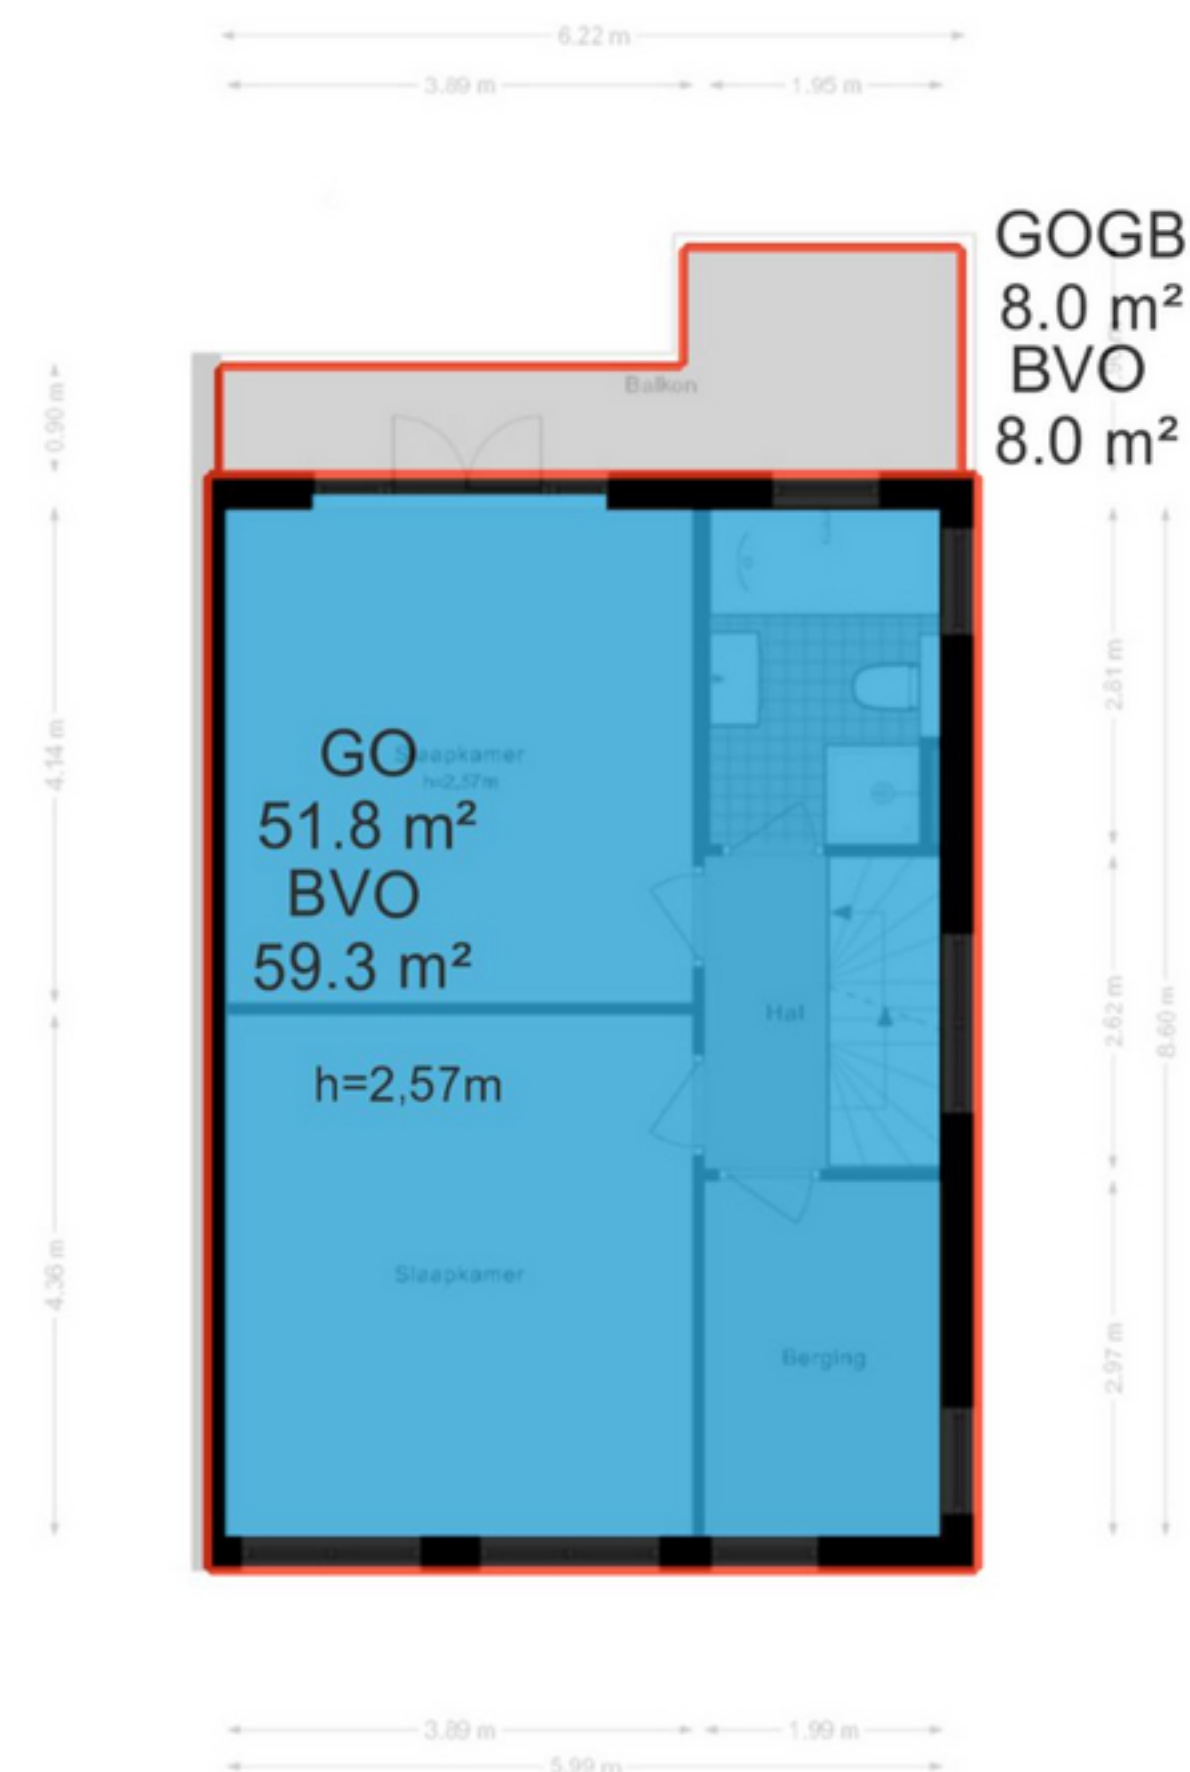 6.22 m
3.89 m
1.95 m
GOGB
8.0 m²
BVO
8.0 m²
Balkon
0.90 m
GO
Slaapkamer
h=2,57m
51.8 m²
BVO
59.3 m²
4.14 m
2.61 m
h=2,57m
Hal
2.62 m
8.60 m
Slaapkamer
Berging
4.36 m
2.97 m
3.89 m
1.99 m
5.99 m